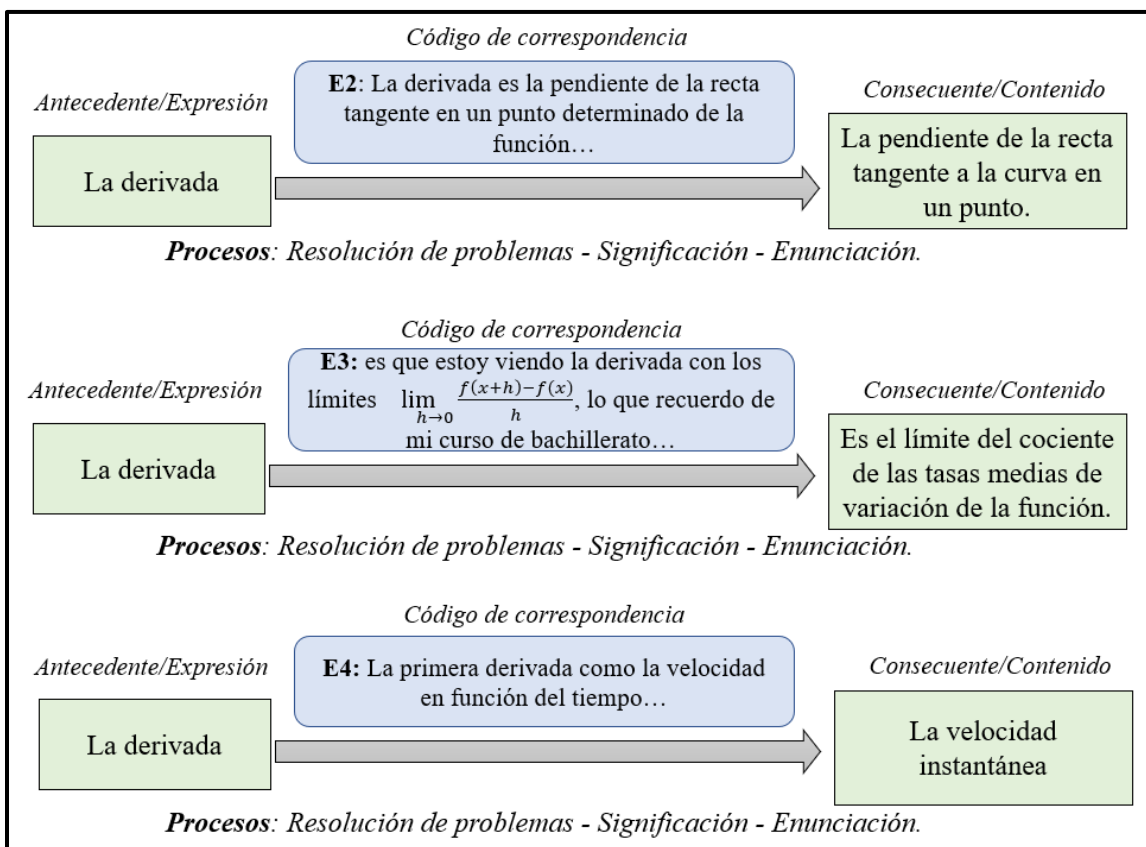 Código de correspondencia
Antecedente/Expresión
E2: La derivada es la pendiente de la recta
tangente en un punto determinado de la
función…
Consecuente/Contenido
La derivada
La pendiente de la recta
tangente a la curva en
un punto.
Procesos: Resolución de problemas - Significación - Enunciación.
Código de correspondencia
Antecedente/Expresión
E3: es que estoy viendo la derivada con los
límites lim h→0 f(x+h)−f(x)/h, lo que recuerdo de
mi curso de bachillerato…
Consecuente/Contenido
La derivada
Es el límite del cociente
de las tasas medias de
variación de la función.
Procesos: Resolución de problemas - Significación - Enunciación.
Código de correspondencia
Antecedente/Expresión
E4: La primera derivada como la velocidad
en función del tiempo…
Consecuente/Contenido
La derivada
La velocidad
instantánea
Procesos: Resolución de problemas - Significación - Enunciación.